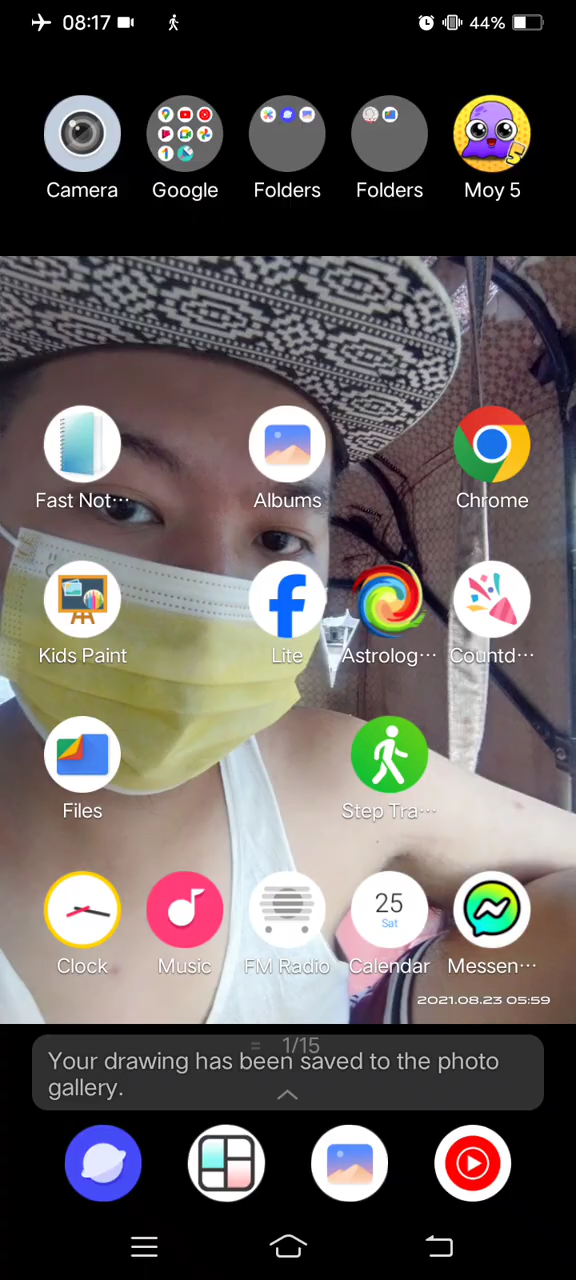 08:17
44%
Camera
Google
Folders
Folders
Moy 5
5
Fast Not···
Albums
Chrome
Kids Paint
Lite
Astrolog···
Countd···
Files
Step Tra···
25
Sat
Clock
Music
FM Radio
Calendar
Messen···
2021.08.23 05:59
= 1/15
Your drawing has been saved to the photo
gallery.